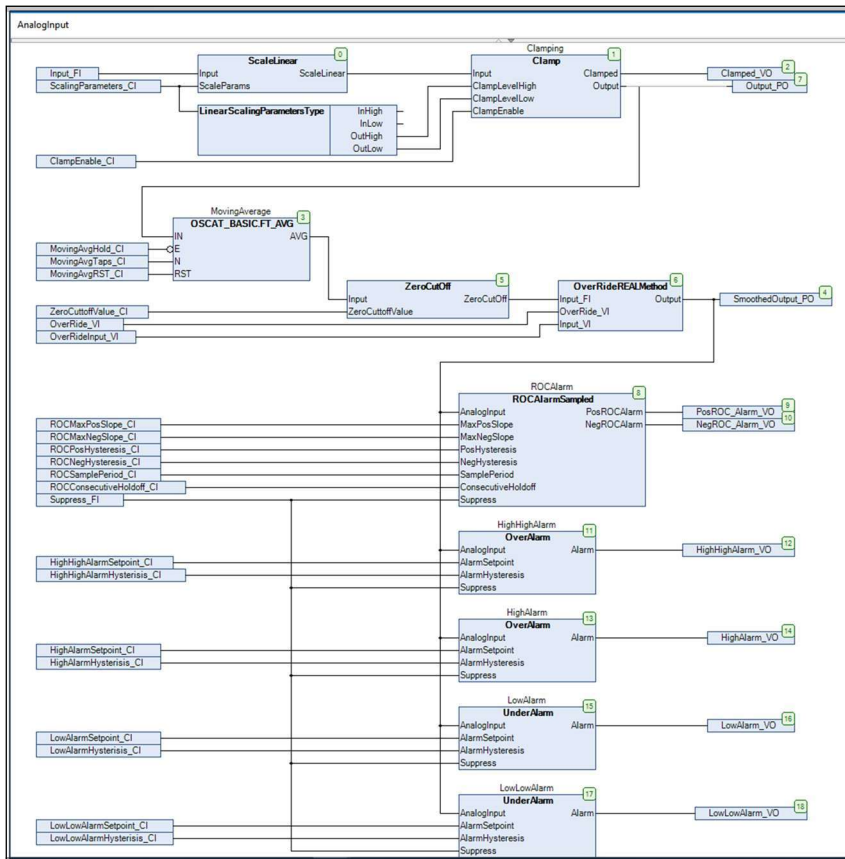 AnalogInput
Clamping
0
ScaleLinear
1
Clamp
2
Input_FI
Input ScaleLinear
Input Clamped
Clamped_VO
7
ScalingParameters_CI
ScaleParams
ClampLevelHigh Output
Output_PO
ClampLevelLow
LinearScalingParametersType InHigh
ClampEnable
InLow
OutHigh
OutLow
ClampEnable_CI
MovingAverage
3
OSCAT_BASIC.FT_AVG
IN AVG
MovingAvgHold_CI
E
MovingAvgTaps_CI
N
MovingAvgRST_CI
RST
5
ZeroCutOff
6
OverRideREALMethod
4
Input ZeroCutOff
Input_FI Output
SmoothedOutput_PO
ZeroCuttoffValue_CI
ZeroCuttoffValue
OverRide_VI
OverRide_VI
Input_VI
OverRideInput_VI
ROCAlarm
8
ROCAlarmSampled
9
AnalogInput PosROCAlarm
PosROC_Alarm_VO
10
ROCMaxPosSlope_CI
MaxPosSlope NegROCAlarm
NegROC_Alarm_VO
ROCMaxNegSlope_CI
MaxNegSlope
ROCPosHysteresis_CI
PosHysteresis
ROCNegHysteresis_CI
NegHysteresis
ROCSamplePeriod_CI
SamplePeriod
ROCConsecutiveHoldoff_CI
ConsecutiveHoldoff
Suppress_FI
Suppress
HighHighAlarm
11
OverAlarm
12
AnalogInput Alarm
HighHighAlarm_VO
HighHighAlarmSetpoint_CI
AlarmSetpoint
HighHighAlarmHysterisis_CI
AlarmHysteresis
Suppress
HighAlarm
13
OverAlarm
14
AnalogInput Alarm
HighAlarm_VO
HighAlarmSetpoint_CI
AlarmSetpoint
HighAlarmHysterisis_CI
AlarmHysteresis
Suppress
LowAlarm
15
UnderAlarm
16
AnalogInput Alarm
LowAlarm_VO
LowAlarmSetpoint_CI
AlarmSetpoint
LowAlarmHysterisis_CI
AlarmHysteresis
Suppress
LowLowAlarm
17
UnderAlarm
18
AnalogInput Alarm
LowLowAlarm_VO
LowLowAlarmSetpoint_CI
AlarmSetpoint
LowLowAlarmHysterisis_CI
AlarmHysteresis
Suppress